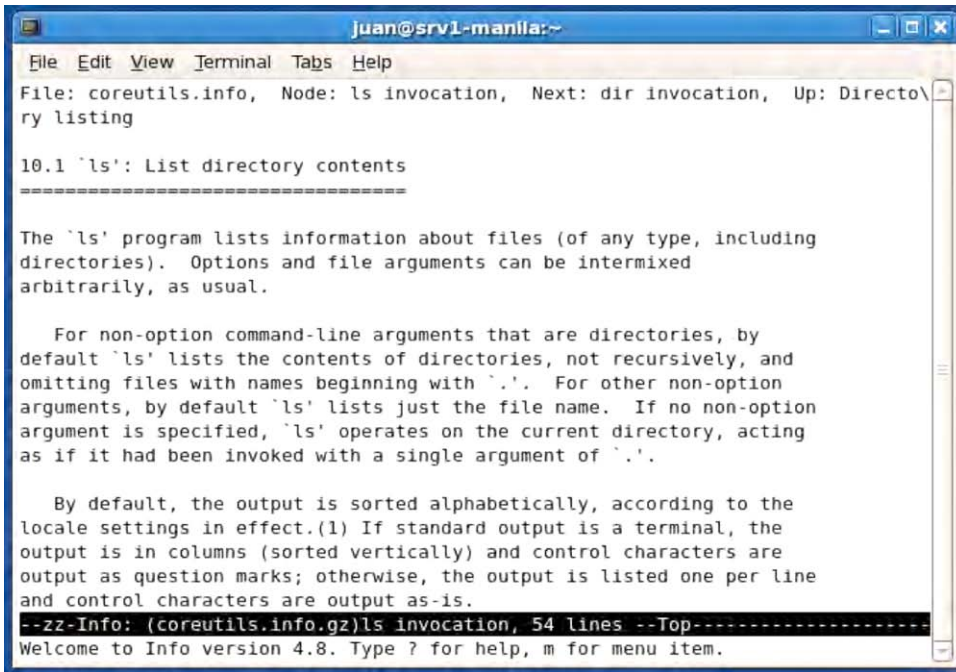 juan@srv1-manila:~
File Edit View Terminal Tabs Help
File: coreutils.info,  Node: ls invocation,  Next: dir invocation,  Up: Directo\
ry listing

10.1 `ls': List directory contents
==================================

The `ls' program lists information about files (of any type, including
directories).  Options and file arguments can be intermixed
arbitrarily, as usual.

   For non-option command-line arguments that are directories, by
default `ls' lists the contents of directories, not recursively, and
omitting files with names beginning with `.'.  For other non-option
arguments, by default `ls' lists just the file name.  If no non-option
argument is specified, `ls' operates on the current directory, acting
as if it had been invoked with a single argument of `.'.

   By default, the output is sorted alphabetically, according to the
locale settings in effect.(1) If standard output is a terminal, the
output is in columns (sorted vertically) and control characters are
output as question marks; otherwise, the output is listed one per line
and control characters are output as-is.
--zz-Info: (coreutils.info.gz)ls invocation, 54 lines --Top---------------------
Welcome to Info version 4.8. Type ? for help, m for menu item.